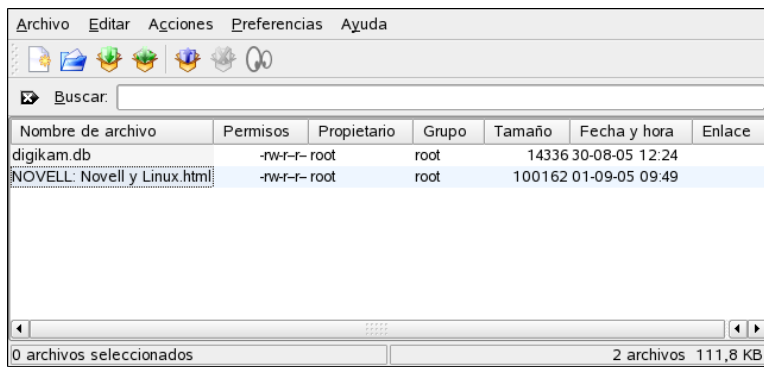 Archivo Editar Acciones Preferencias Ayuda
Buscar:
Nombre de archivo Permisos Propietario Grupo Tamaño Fecha y hora Enlace
digikam.db -rw-r--r-- root root 14336 30-08-05 12:24
NOVELL: Novell y Linux.html -rw-r--r-- root root 100162 01-09-05 09:49
0 archivos seleccionados 2 archivos 111,8 KB